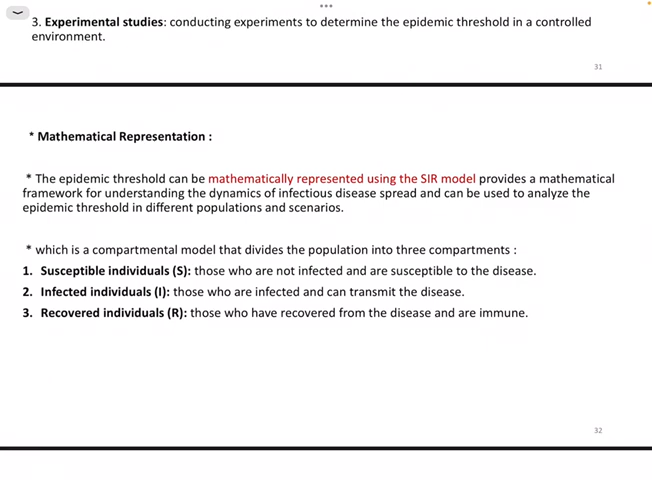 3. Experimental studies: conducting experiments to determine the epidemic threshold in a controlled
environment.
31
* Mathematical Representation :
* The epidemic threshold can be mathematically represented using the SIR model provides a mathematical
framework for understanding the dynamics of infectious disease spread and can be used to analyze the
epidemic threshold in different populations and scenarios.
* which is a compartmental model that divides the population into three compartments :
1. Susceptible individuals (S): those who are not infected and are susceptible to the disease.
2. Infected individuals (I): those who are infected and can transmit the disease.
3. Recovered individuals (R): those who have recovered from the disease and are immune.
32